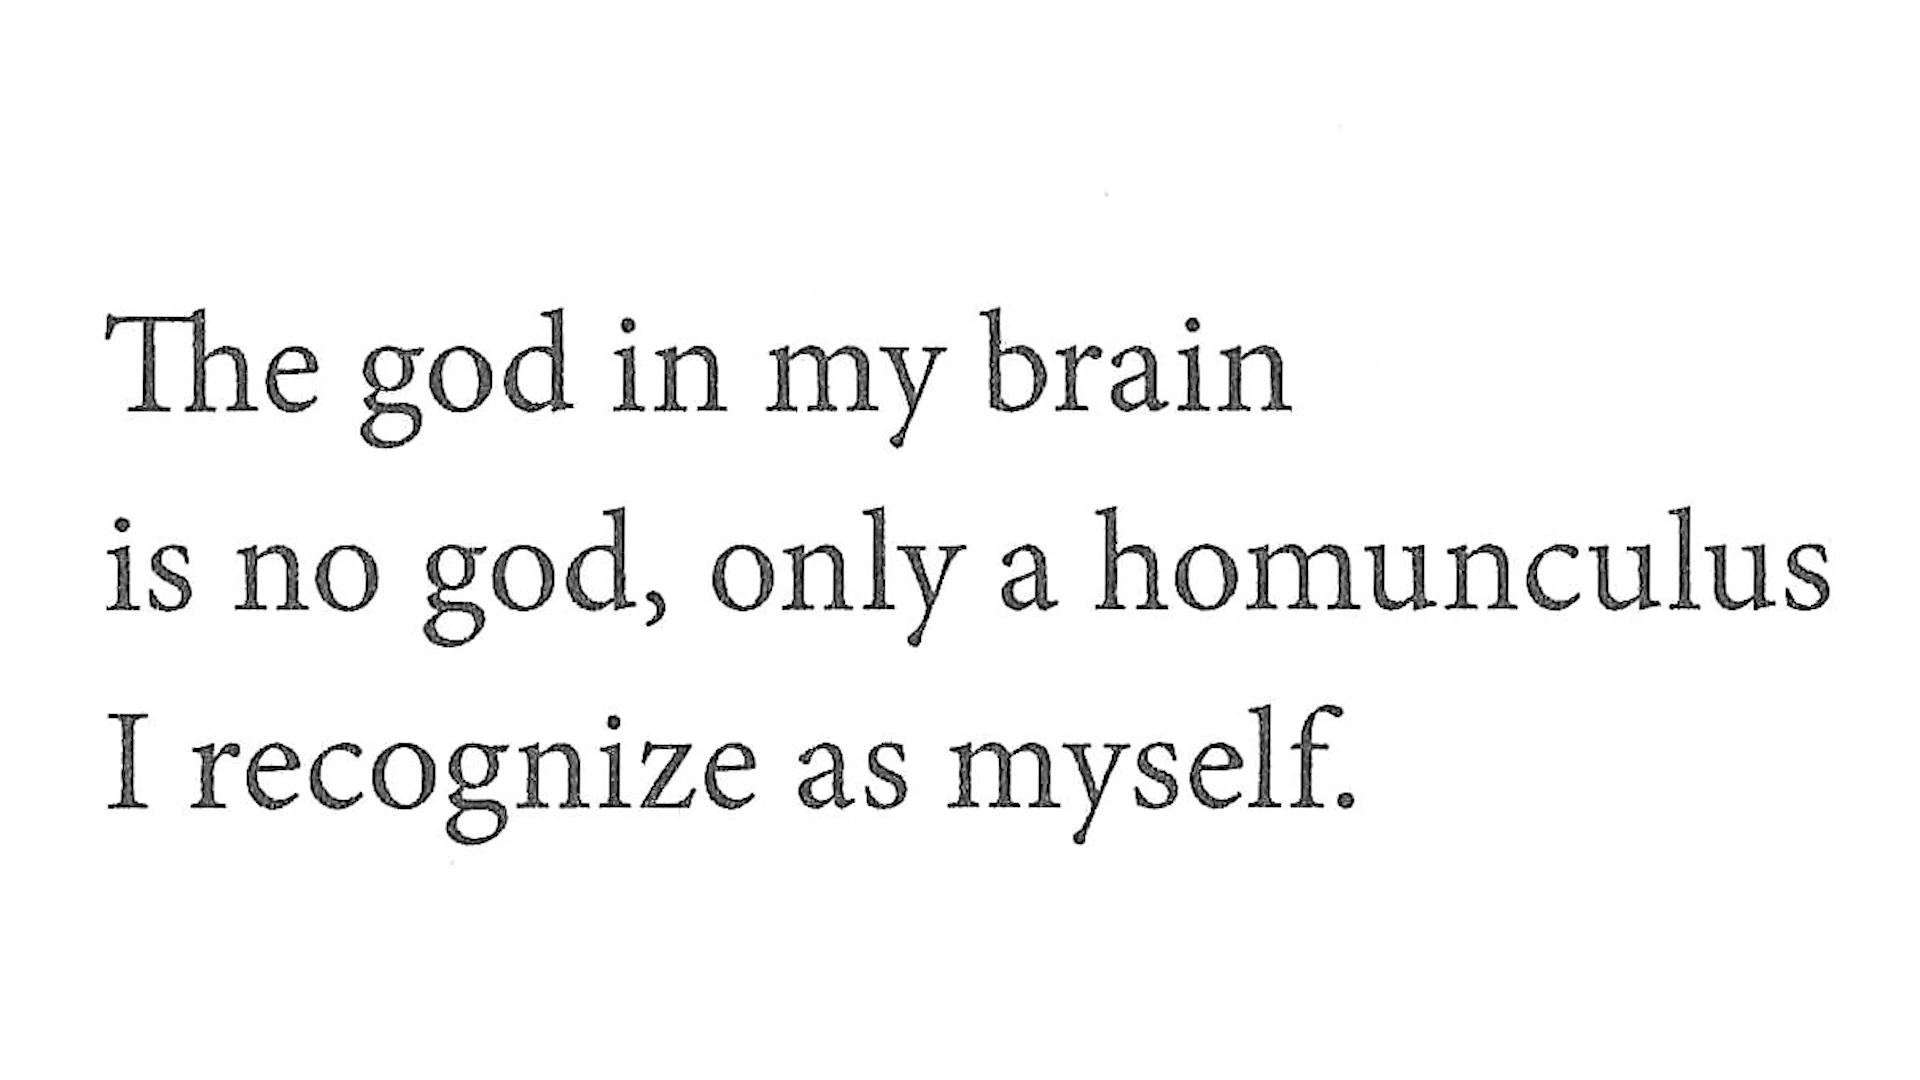 The god in my brain
is no god, only a homunculus
I recognize as myself.